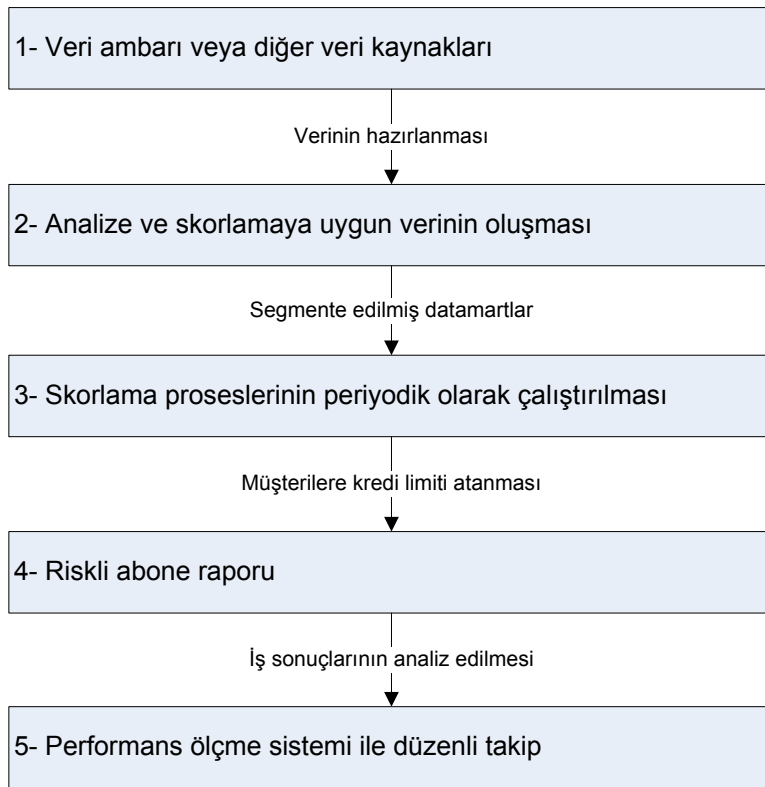 1- Veri ambarı veya diğer veri kaynakları
Verinin hazırlanması
2- Analize ve skorlamaya uygun verinin oluşması
Segmente edilmiş datamartlar
3- Skorlama proseslerinin periyodik olarak çalıştırılması
Müşterilere kredi limiti atanması
4- Riskli abone raporu
İş sonuçlarının analiz edilmesi
5- Performans ölçme sistemi ile düzenli takip